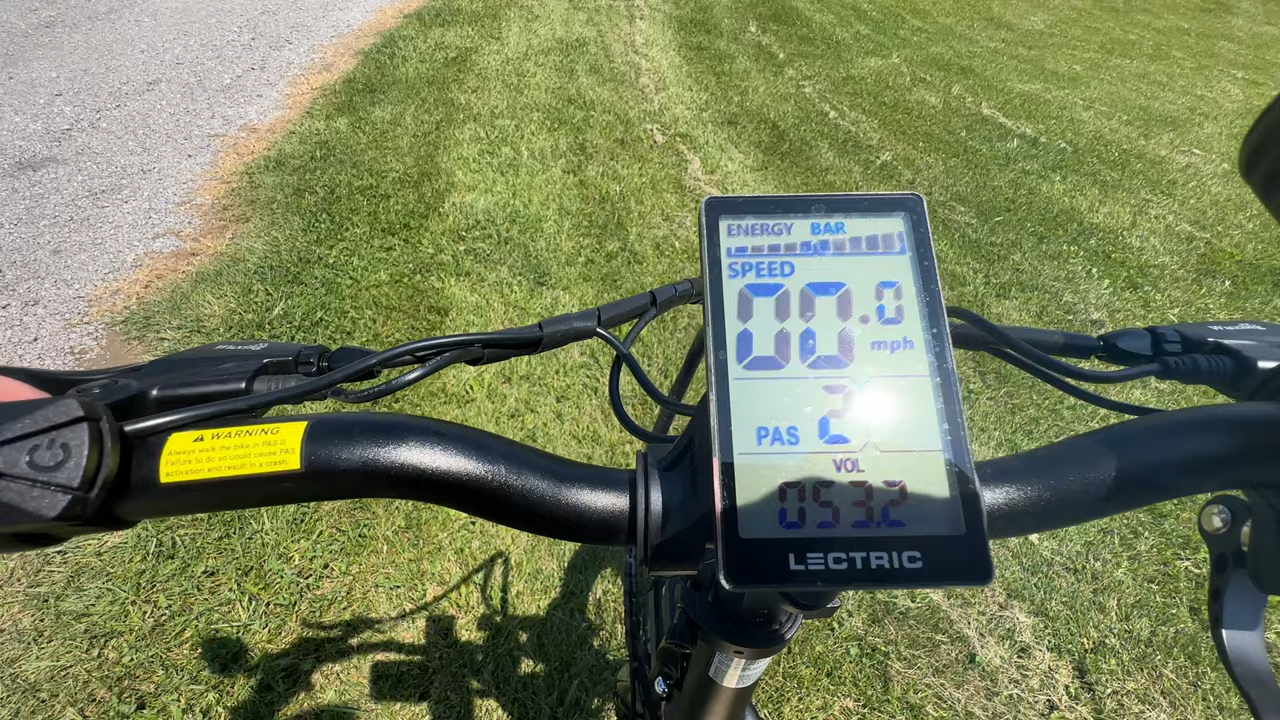 ENERGY BAR
SPEED
00.0
mph
2
PAS
VOL
053.2
LECTRIC
WARNING
Always walk the bike in PAS 0.
Failure to do so could cause PAS
activation and result in a crash.